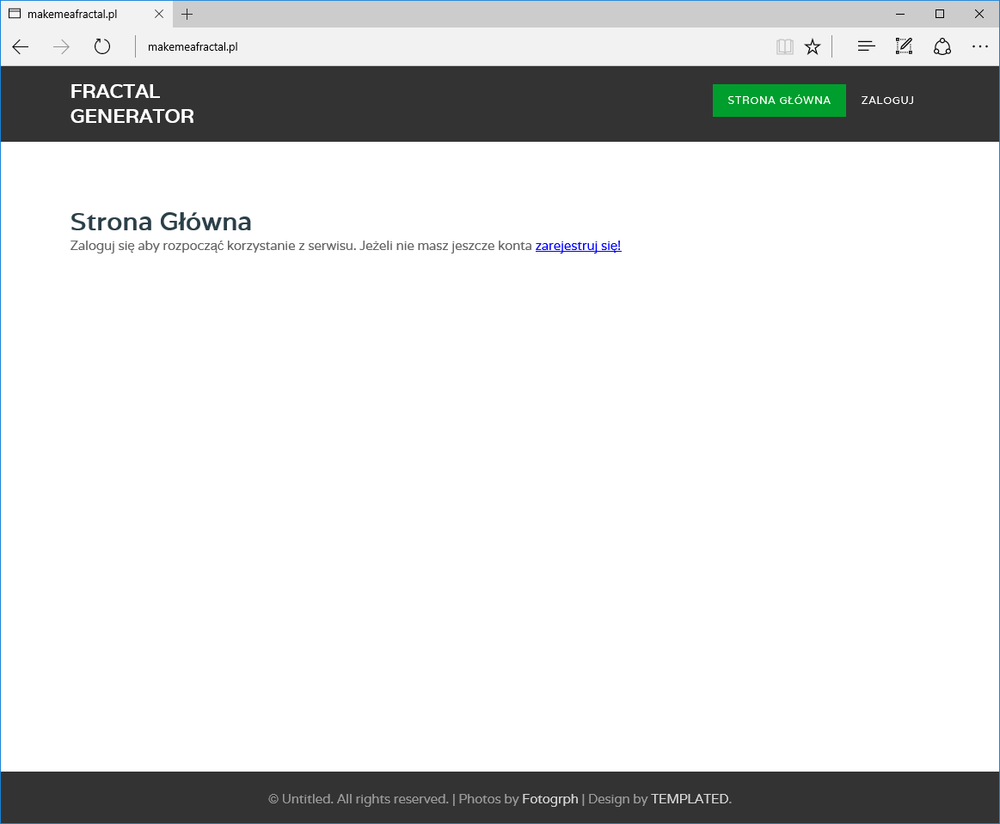 makemeafractal.pl
makemeafractal.pl
FRACTAL
GENERATOR
STRONA GŁÓWNA
ZALOGUJ
Strona Główna
Zaloguj się aby rozpocząć korzystanie z serwisu. Jeżeli nie masz jeszcze konta zarejestruj się!
© Untitled. All rights reserved. | Photos by Fotogrph | Design by TEMPLATED.